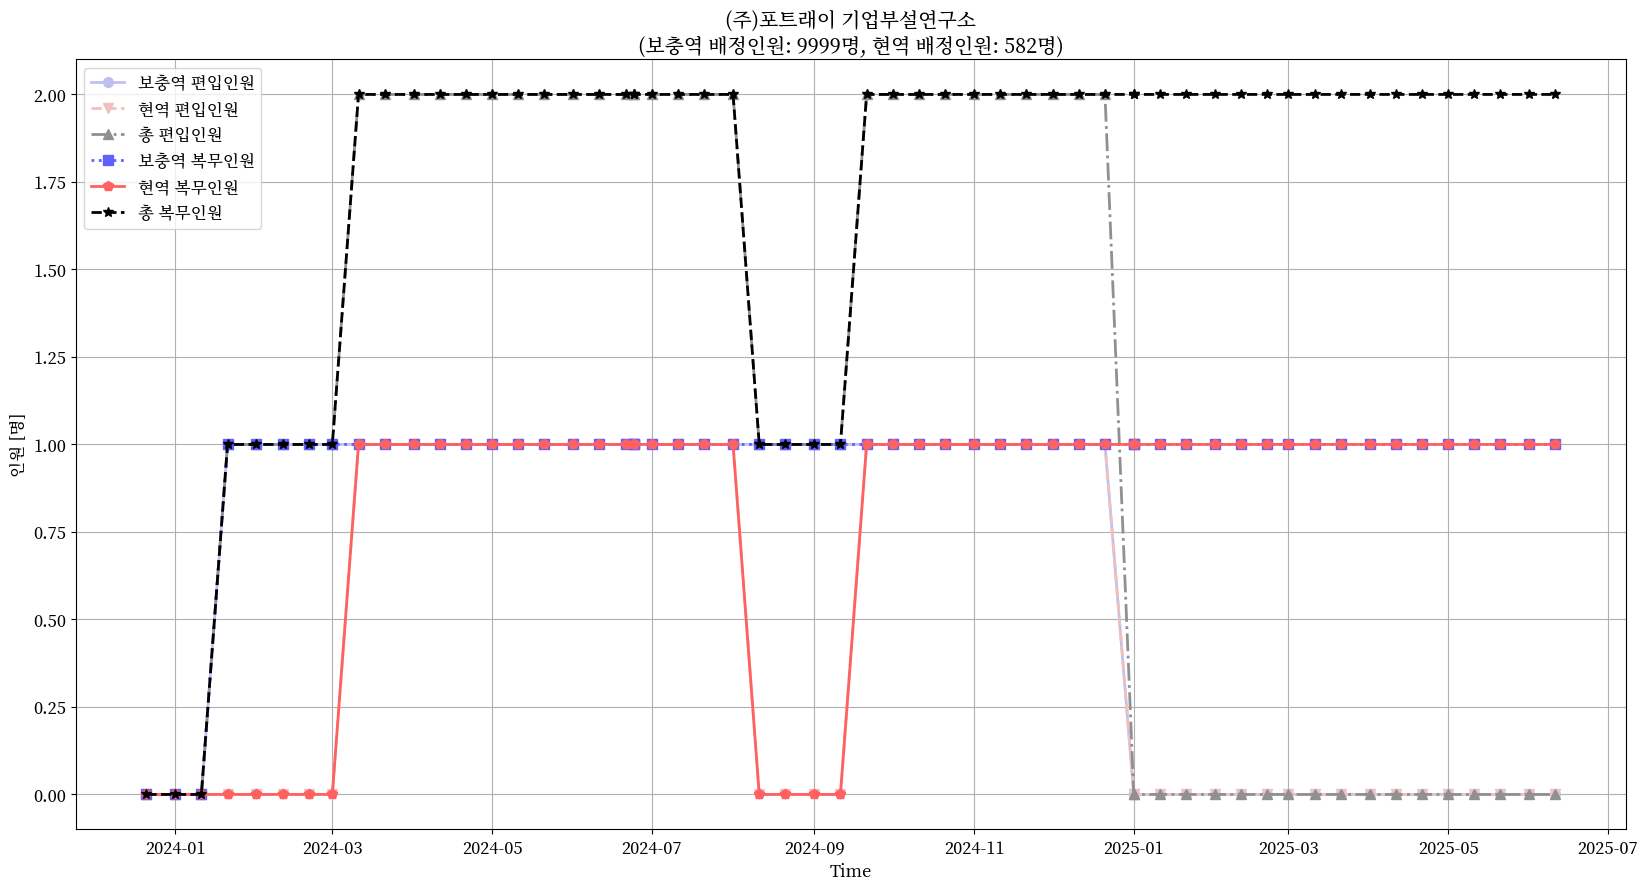 (주)포트래이 기업부설연구소
(보충역 배정인원: 9999명, 현역 배정인원: 582명)
보충역 편입인원
현역 편입인원
총 편입인원
보충역 복무인원
현역 복무인원
총 복무인원
인원 [명]
2.00
1.75
1.50
1.25
1.00
0.75
0.50
0.25
0.00
2024-01 2024-03 2024-05 2024-07 2024-09 2024-11 2025-01 2025-03 2025-05 2025-07
Time